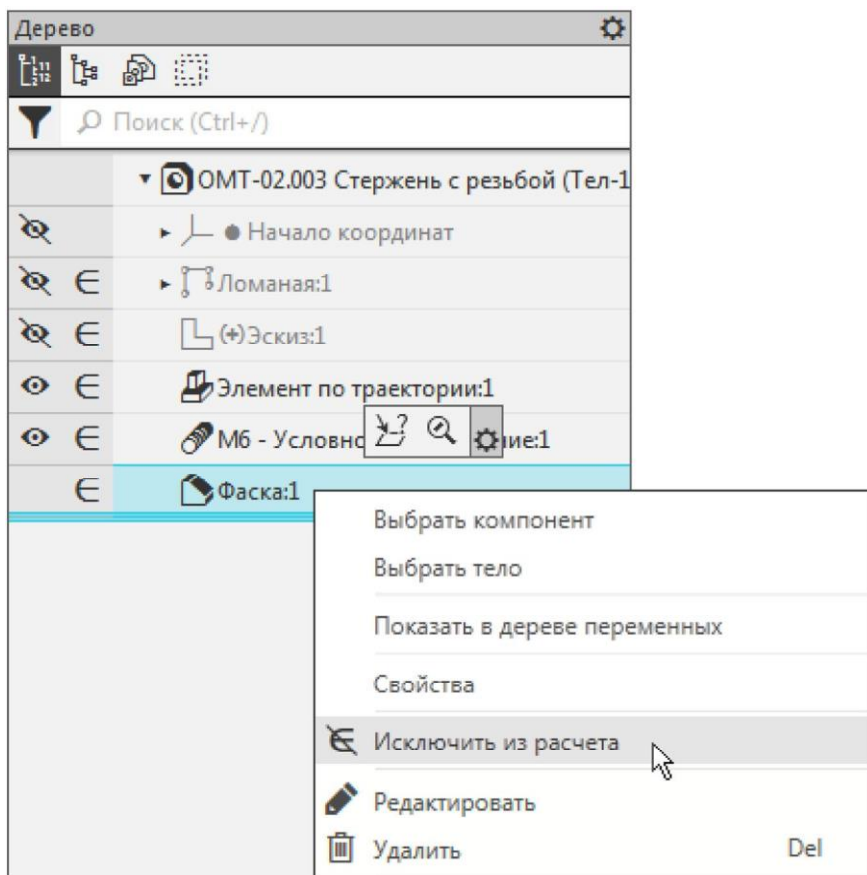 Дерево
Поиск (Ctrl+/)
ОМТ-02.003 Стержень с резьбой (Тел-1
Начало координат
Ломаная:1
(+)Эскиз:1
Элемент по траектории:1
М6 - Условно ние:1
Фаска:1
Выбрать компонент
Выбрать тело
Показать в дереве переменных
Свойства
Исключить из расчета
Редактировать
Удалить Del